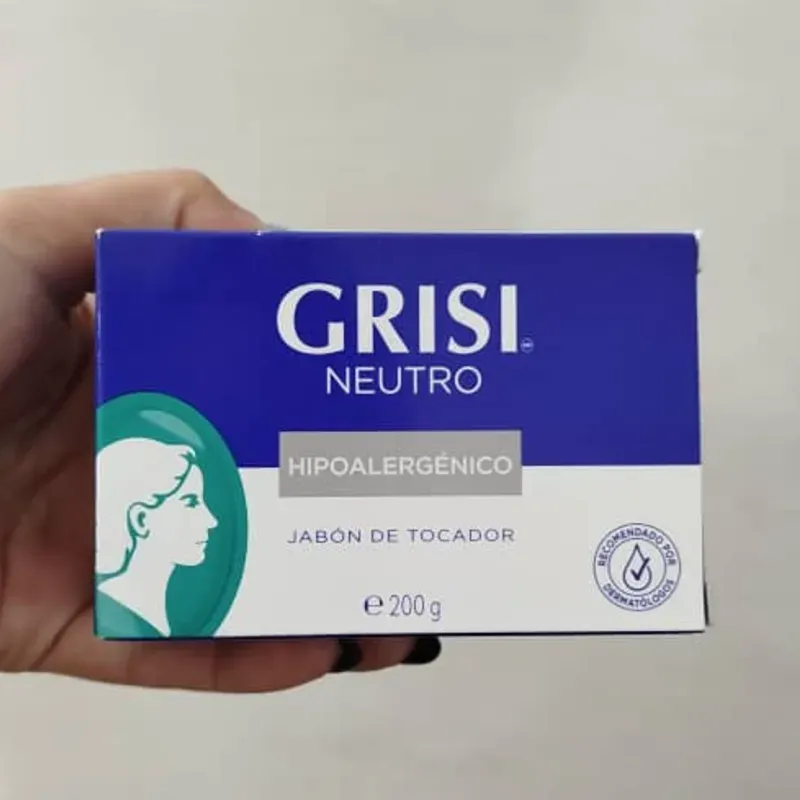 GRISI
NEUTRO
HIPOALERGÉNICO
JABÓN DE TOCADOR
e 200 g
RECOMENDADO POR
DERMATÓLOGOS